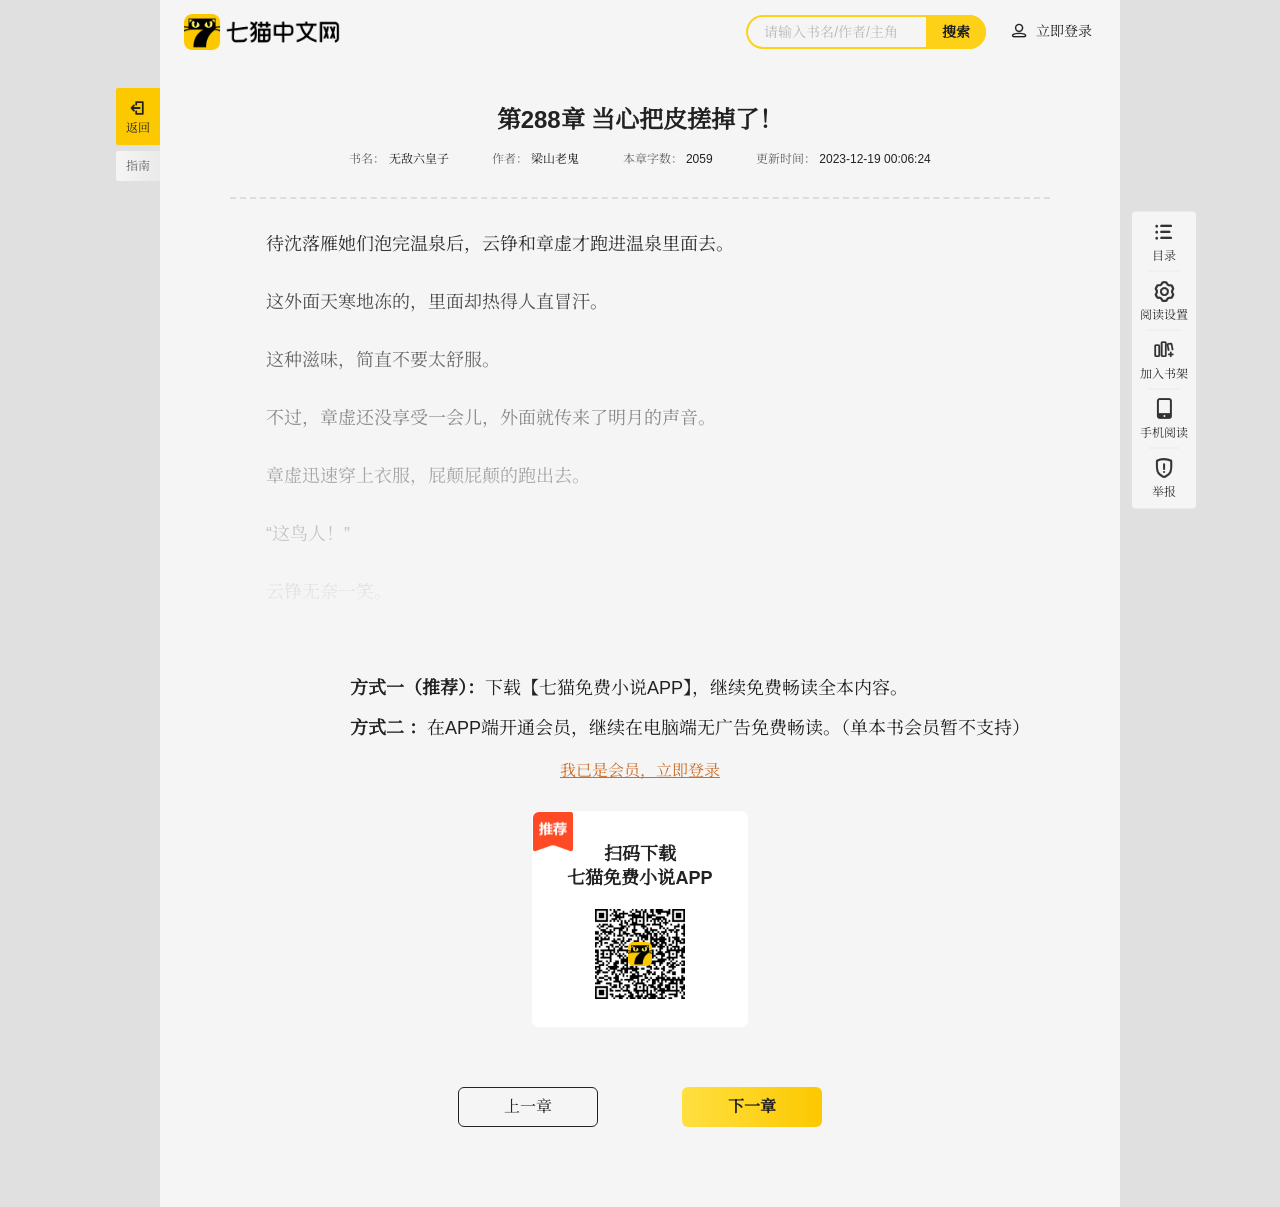 七猫中文网
请输入书名/作者/主角
搜索
立即登录
返回
指南
第288章 当心把皮搓掉了！
书名： 无敌六皇子 作者： 梁山老鬼 本章字数： 2059 更新时间： 2023-12-19 00:06:24
待沈落雁她们泡完温泉后，云铮和章虚才跑进温泉里面去。
这外面天寒地冻的，里面却热得人直冒汗。
这种滋味，简直不要太舒服。
不过，章虚还没享受一会儿，外面就传来了明月的声音。
章虚迅速穿上衣服，屁颠屁颠的跑出去。
“这鸟人！”
云铮无奈一笑。
目录
阅读设置
加入书架
手机阅读
举报
方式一（推荐）：下载【七猫免费小说APP】，继续免费畅读全本内容。
方式二：在APP端开通会员，继续在电脑端无广告免费畅读。（单本书会员暂不支持）
我已是会员，立即登录
推荐
扫码下载
七猫免费小说APP
上一章
下一章